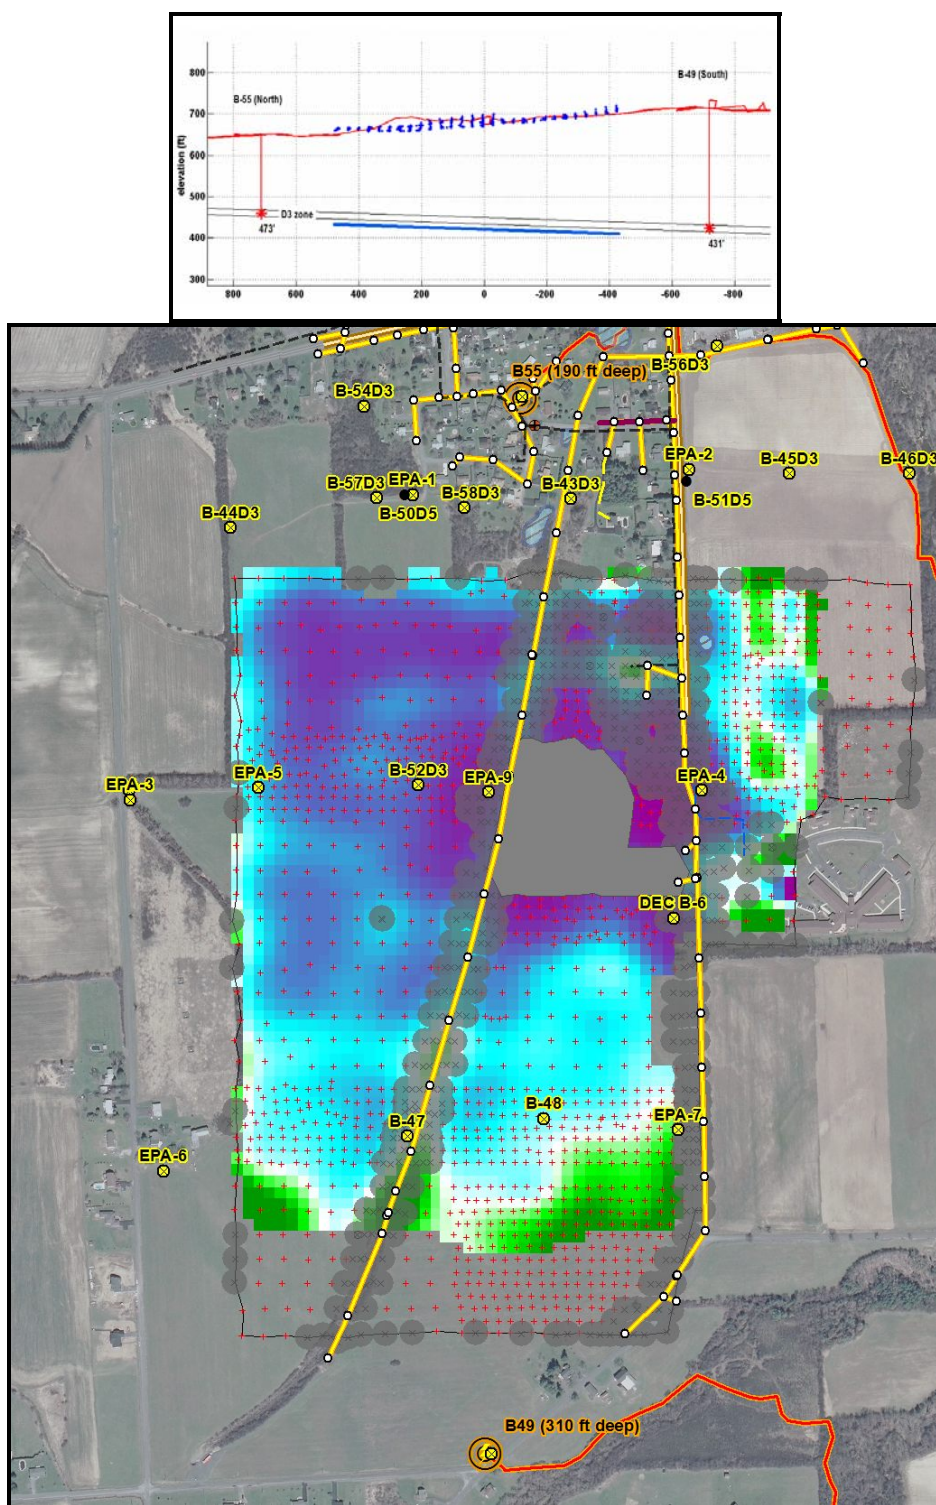 800
B-49 (South)
B-55 (North)
700
600
elevation (ft)
500
D3 zone
473'
400
431'
300
800 600 400 200 0 -200 -400 -600 -800
B55 (190 ft deep)
B-56D3
B-54D3
EPA-2
B-45D3
B-46D3
B-57D3
EPA-1
B-58D3
B-43D3
B-44D3
B-50D5
B-51D5
EPA-3
EPA-5
B-52D3
EPA-9
EPA-4
DEC B-6
B-47
B-48
EPA-7
EPA-6
B49 (310 ft deep)